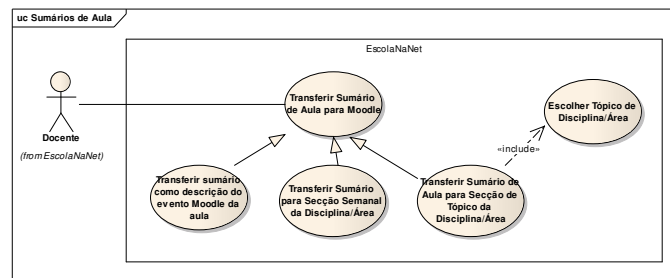 uc Sumários de Aula
EscolaNaNet
Transferir Sumário
de Aula para Moodle
Escolher Tópico de
Disciplina/Área
Docente
(from EscolaNaNet)
«include»
Transferir sumário
como descrição do
evento Moodle da
aula
Transferir Sumário
para Secção Semanal
da Disciplina/Área
Transferir Sumário de
Aula para Secção de
Tópico da
Disciplina/Área